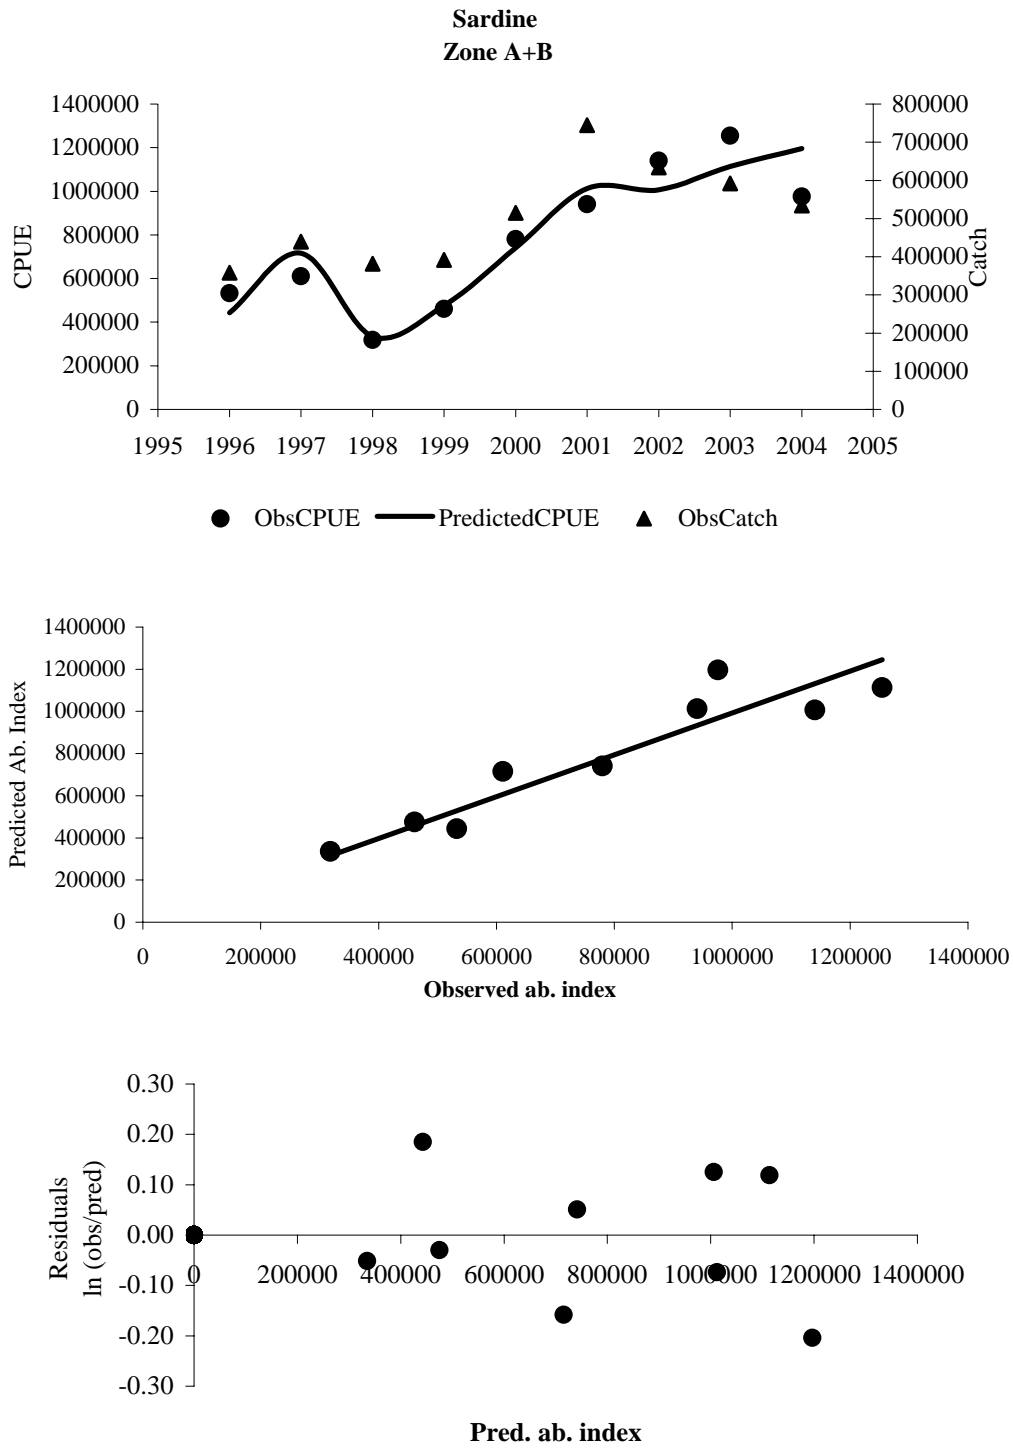 Sardine
Zone A+B
1400000 800000
1200000 700000
1000000 600000
800000 500000
600000 400000
400000 300000
200000 200000
0 100000
0
CPUE
Catch
1995 1996 1997 1998 1999 2000 2001 2002 2003 2004 2005
ObsCPUE PredictedCPUE ObsCatch
1400000
1200000
1000000
800000
600000
400000
200000
0
Predicted Ab. Index
0 200000 400000 600000 800000 1000000 1200000 1400000
Observed ab. index
0.30
0.20
0.10
0.00
-0.10
-0.20
-0.30
Residuals
ln (obs/pred)
0 200000 400000 600000 800000 1000000 1200000 1400000
Pred. ab. index